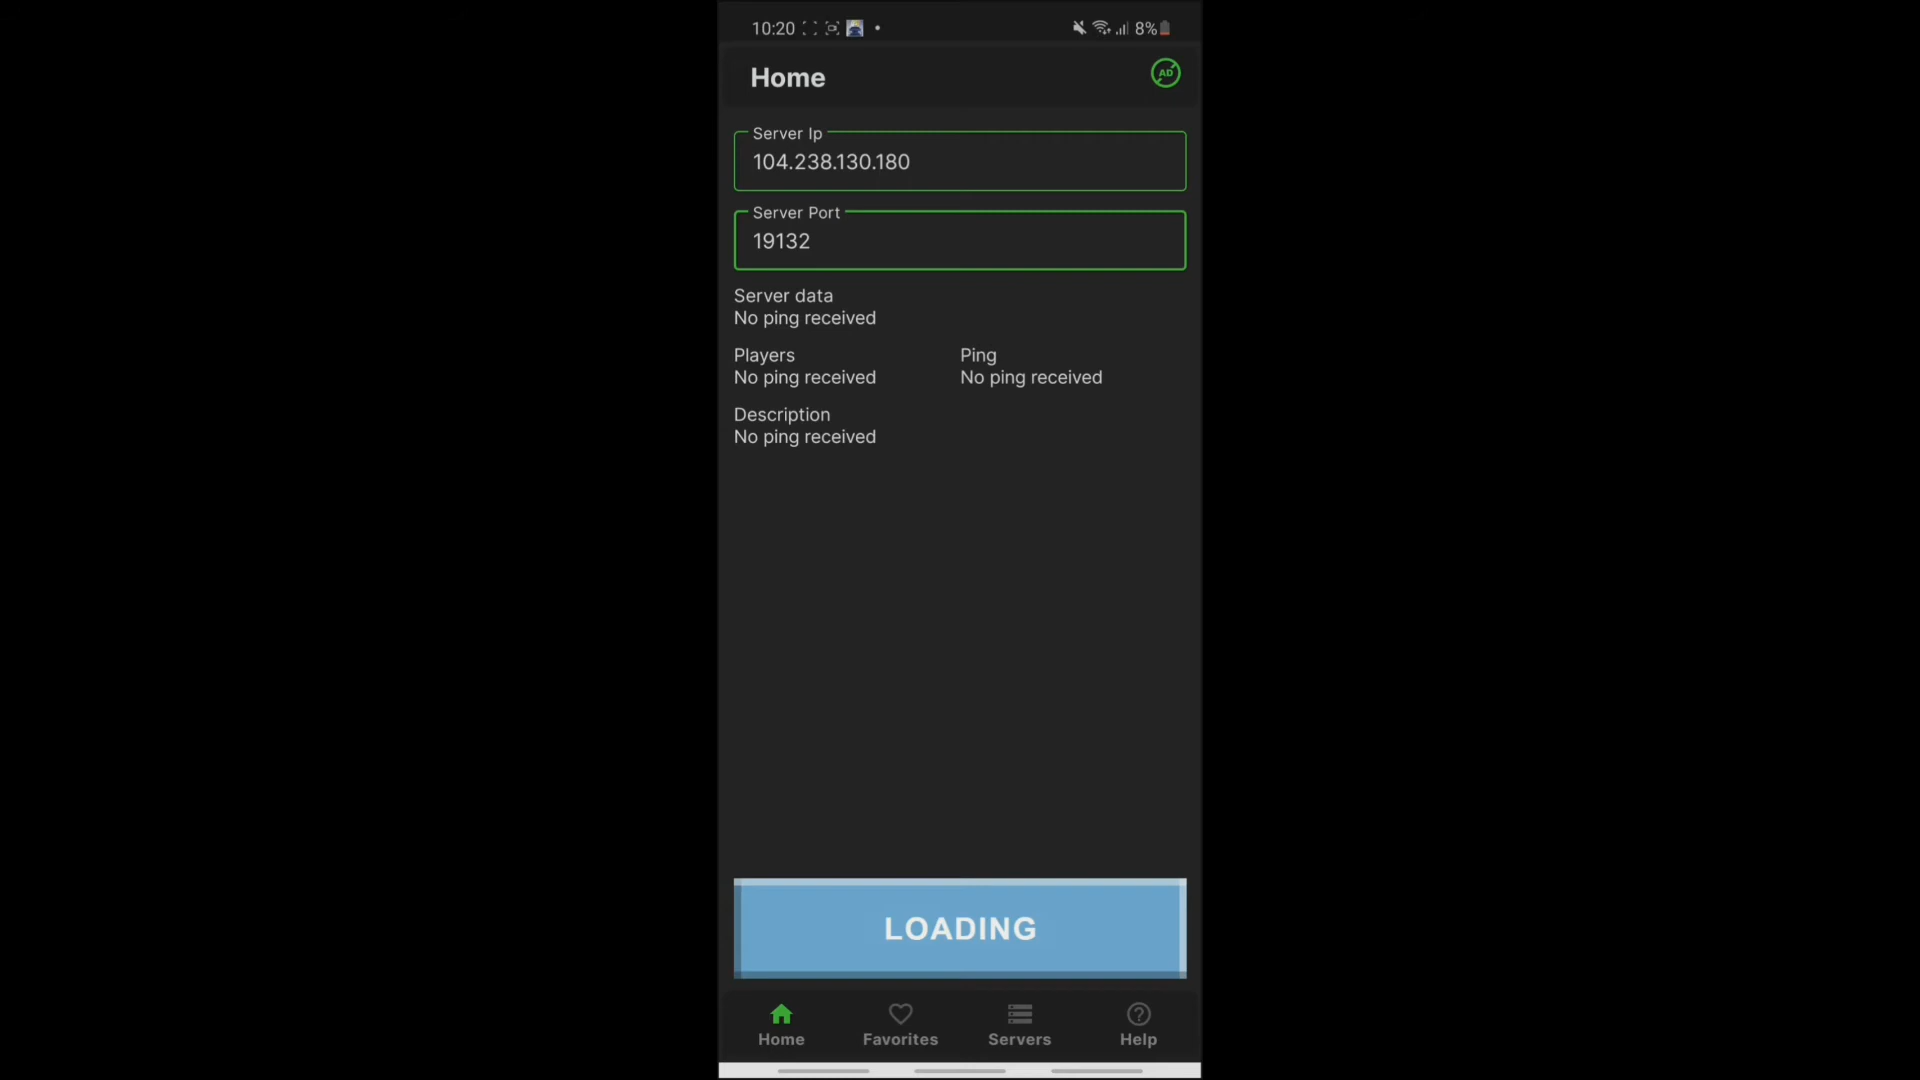 10:20
8%
Home
AD
Server Ip
104.238.130.180
Server Port
19132
Server data
No ping received
Players
No ping received
Ping
No ping received
Description
No ping received
LOADING
Home
Favorites
Servers
Help